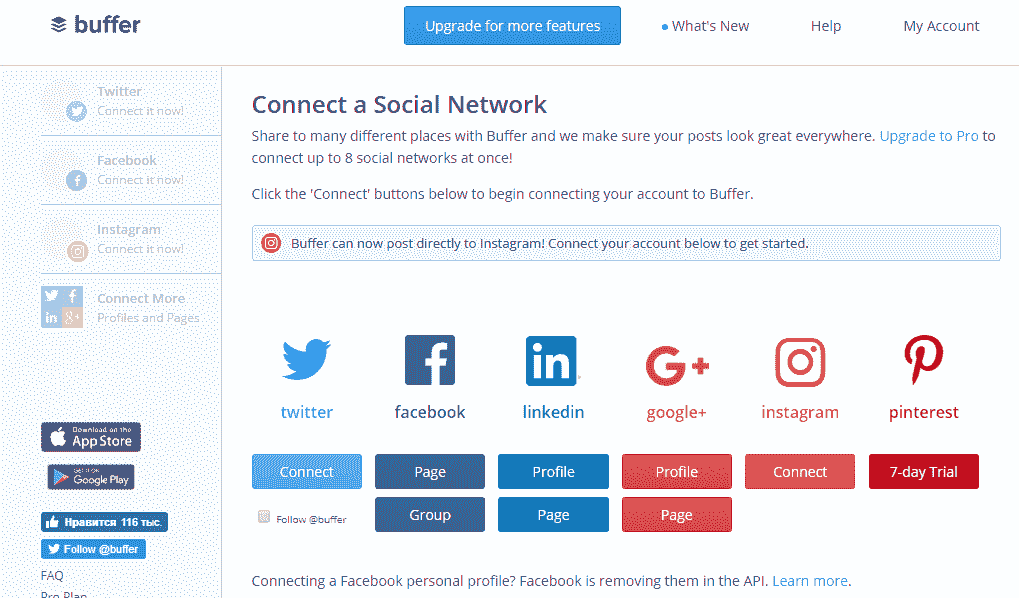 buffer
Upgrade for more features
What's New
Help
My Account
Twitter
Connect it now!
Facebook
Connect it now!
Instagram
Connect it now!
Connect More
Profiles and Pages
Download on the
App Store
GET IT ON
Google Play
Нравится 116 тыс.
Follow @buffer
FAQ
Pro Plan
Connect a Social Network
Share to many different places with Buffer and we make sure your posts look great everywhere. Upgrade to Pro to
connect up to 8 social networks at once!
Click the 'Connect' buttons below to begin connecting your account to Buffer.
Buffer can now post directly to Instagram! Connect your account below to get started.
twitter
facebook
linkedin
google+
instagram
pinterest
Connect
Page
Profile
Profile
Connect
7-day Trial
Follow @buffer
Group
Page
Page
Connecting a Facebook personal profile? Facebook is removing them in the API. Learn more.